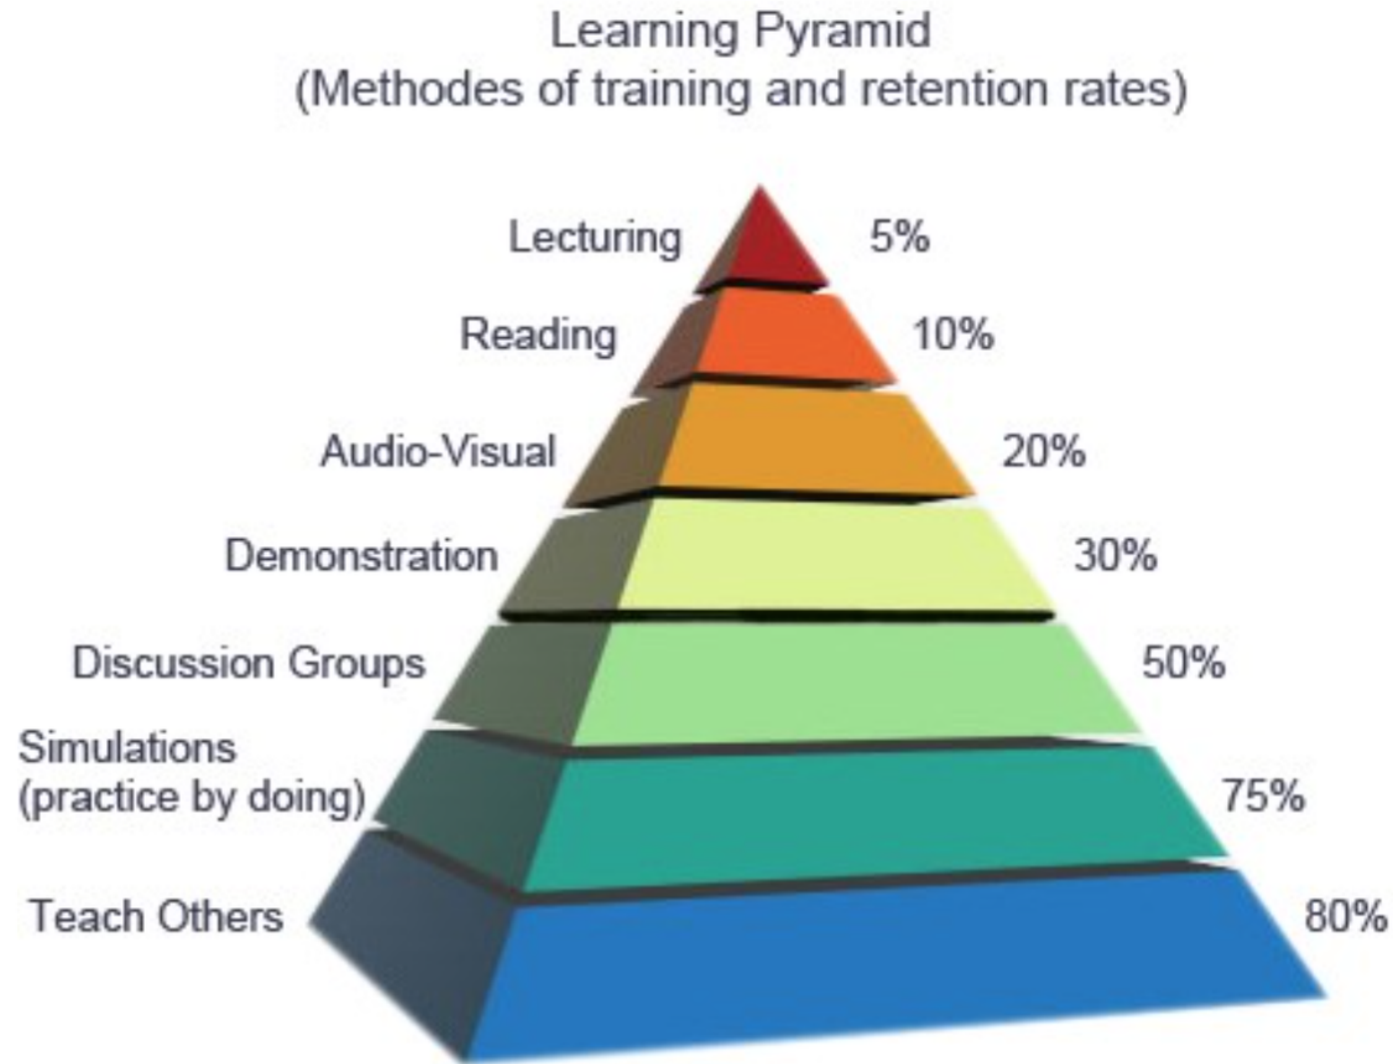 Learning Pyramid
(Methodes of training and retention rates)
Lecturing 5%
Reading 10%
Audio-Visual 20%
Demonstration 30%
Discussion Groups 50%
Simulations
(practice by doing) 75%
Teach Others 80%